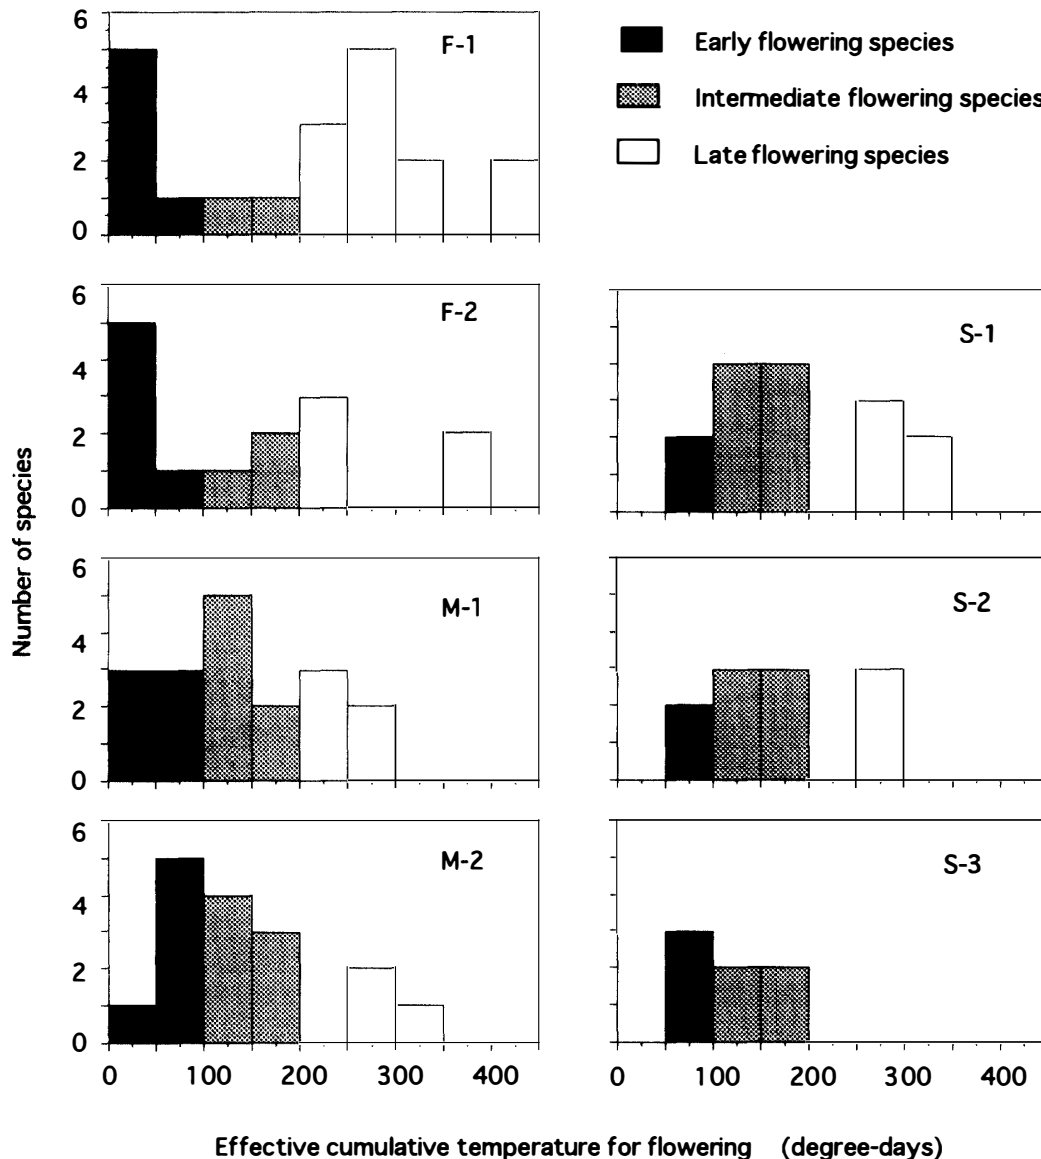 F-1
6
4
2
0
Early flowering species
Intermediate flowering species
Late flowering species
F-2
6
4
2
0
S-1
Number of species
M-1
6
4
2
0
S-2
M-2
6
4
2
0
S-3
0 100 200 300 400
0 100 200 300 400
Effective cumulative temperature for flowering (degree-days)